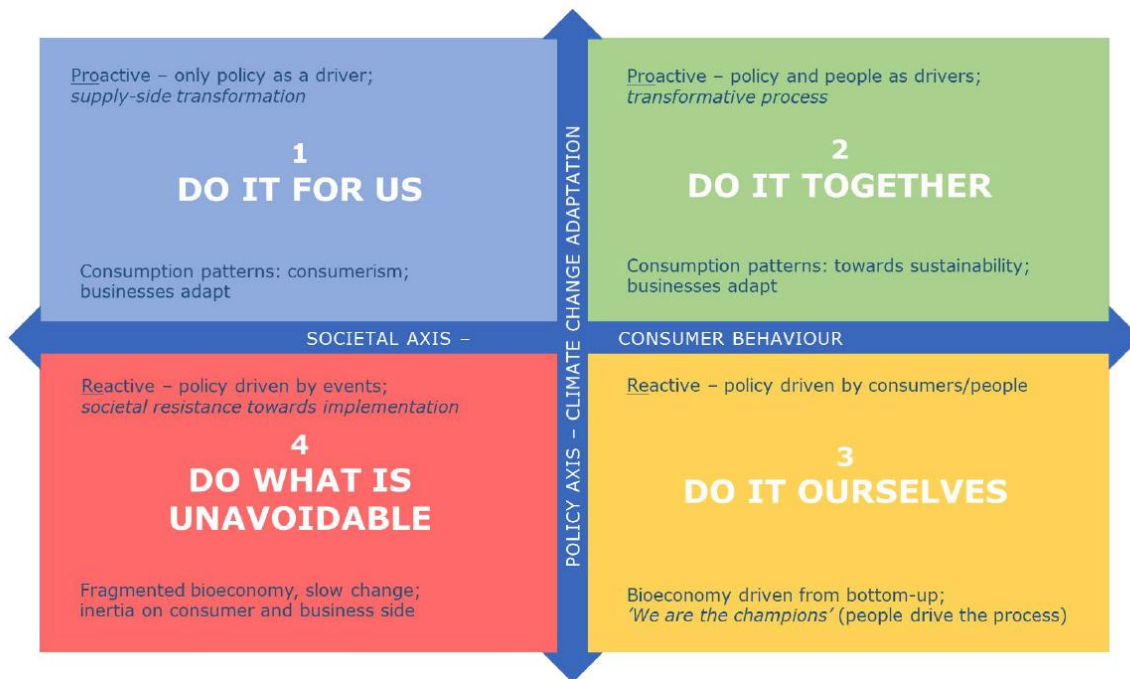 Proactive – only policy as a driver;
supply-side transformation
1
DO IT FOR US
Consumption patterns: consumerism;
businesses adapt
Proactive – policy and people as drivers;
transformative process
2
DO IT TOGETHER
Consumption patterns: towards sustainability;
businesses adapt
SOCIETAL AXIS – CONSUMER BEHAVIOUR
POLICY AXIS – CLIMATE CHANGE ADAPTATION
Reactive – policy driven by events;
societal resistance towards implementation
4
DO WHAT IS
UNAVOIDABLE
Fragmented bioeconomy, slow change;
inertia on consumer and business side
Reactive – policy driven by consumers/people
3
DO IT OURSELVES
Bioeconomy driven from bottom-up;
'We are the champions' (people drive the process)